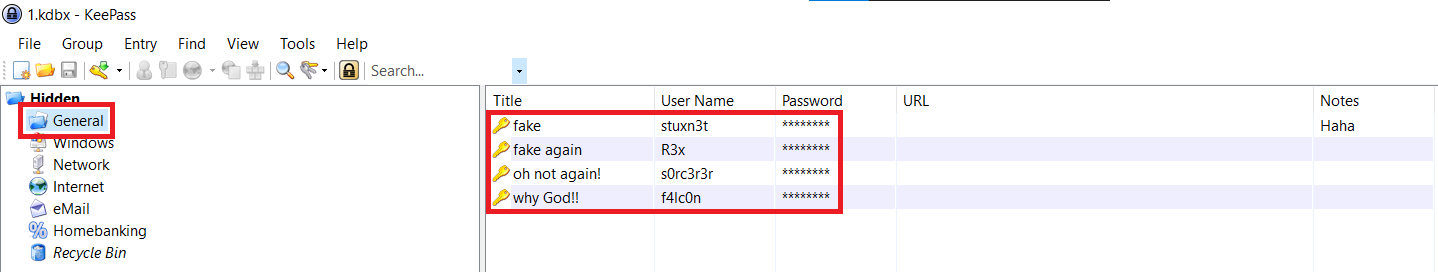 1.kdbx - KeePass
File Group Entry Find View Tools Help
Search...
Hidden
General
Windows
Network
Internet
eMail
Homebanking
Recycle Bin
Title User Name Password URL Notes
fake stuxn3t ******** Haha
fake again R3x ********
oh not again! s0rc3r3r ********
why God!! f4lc0n ********